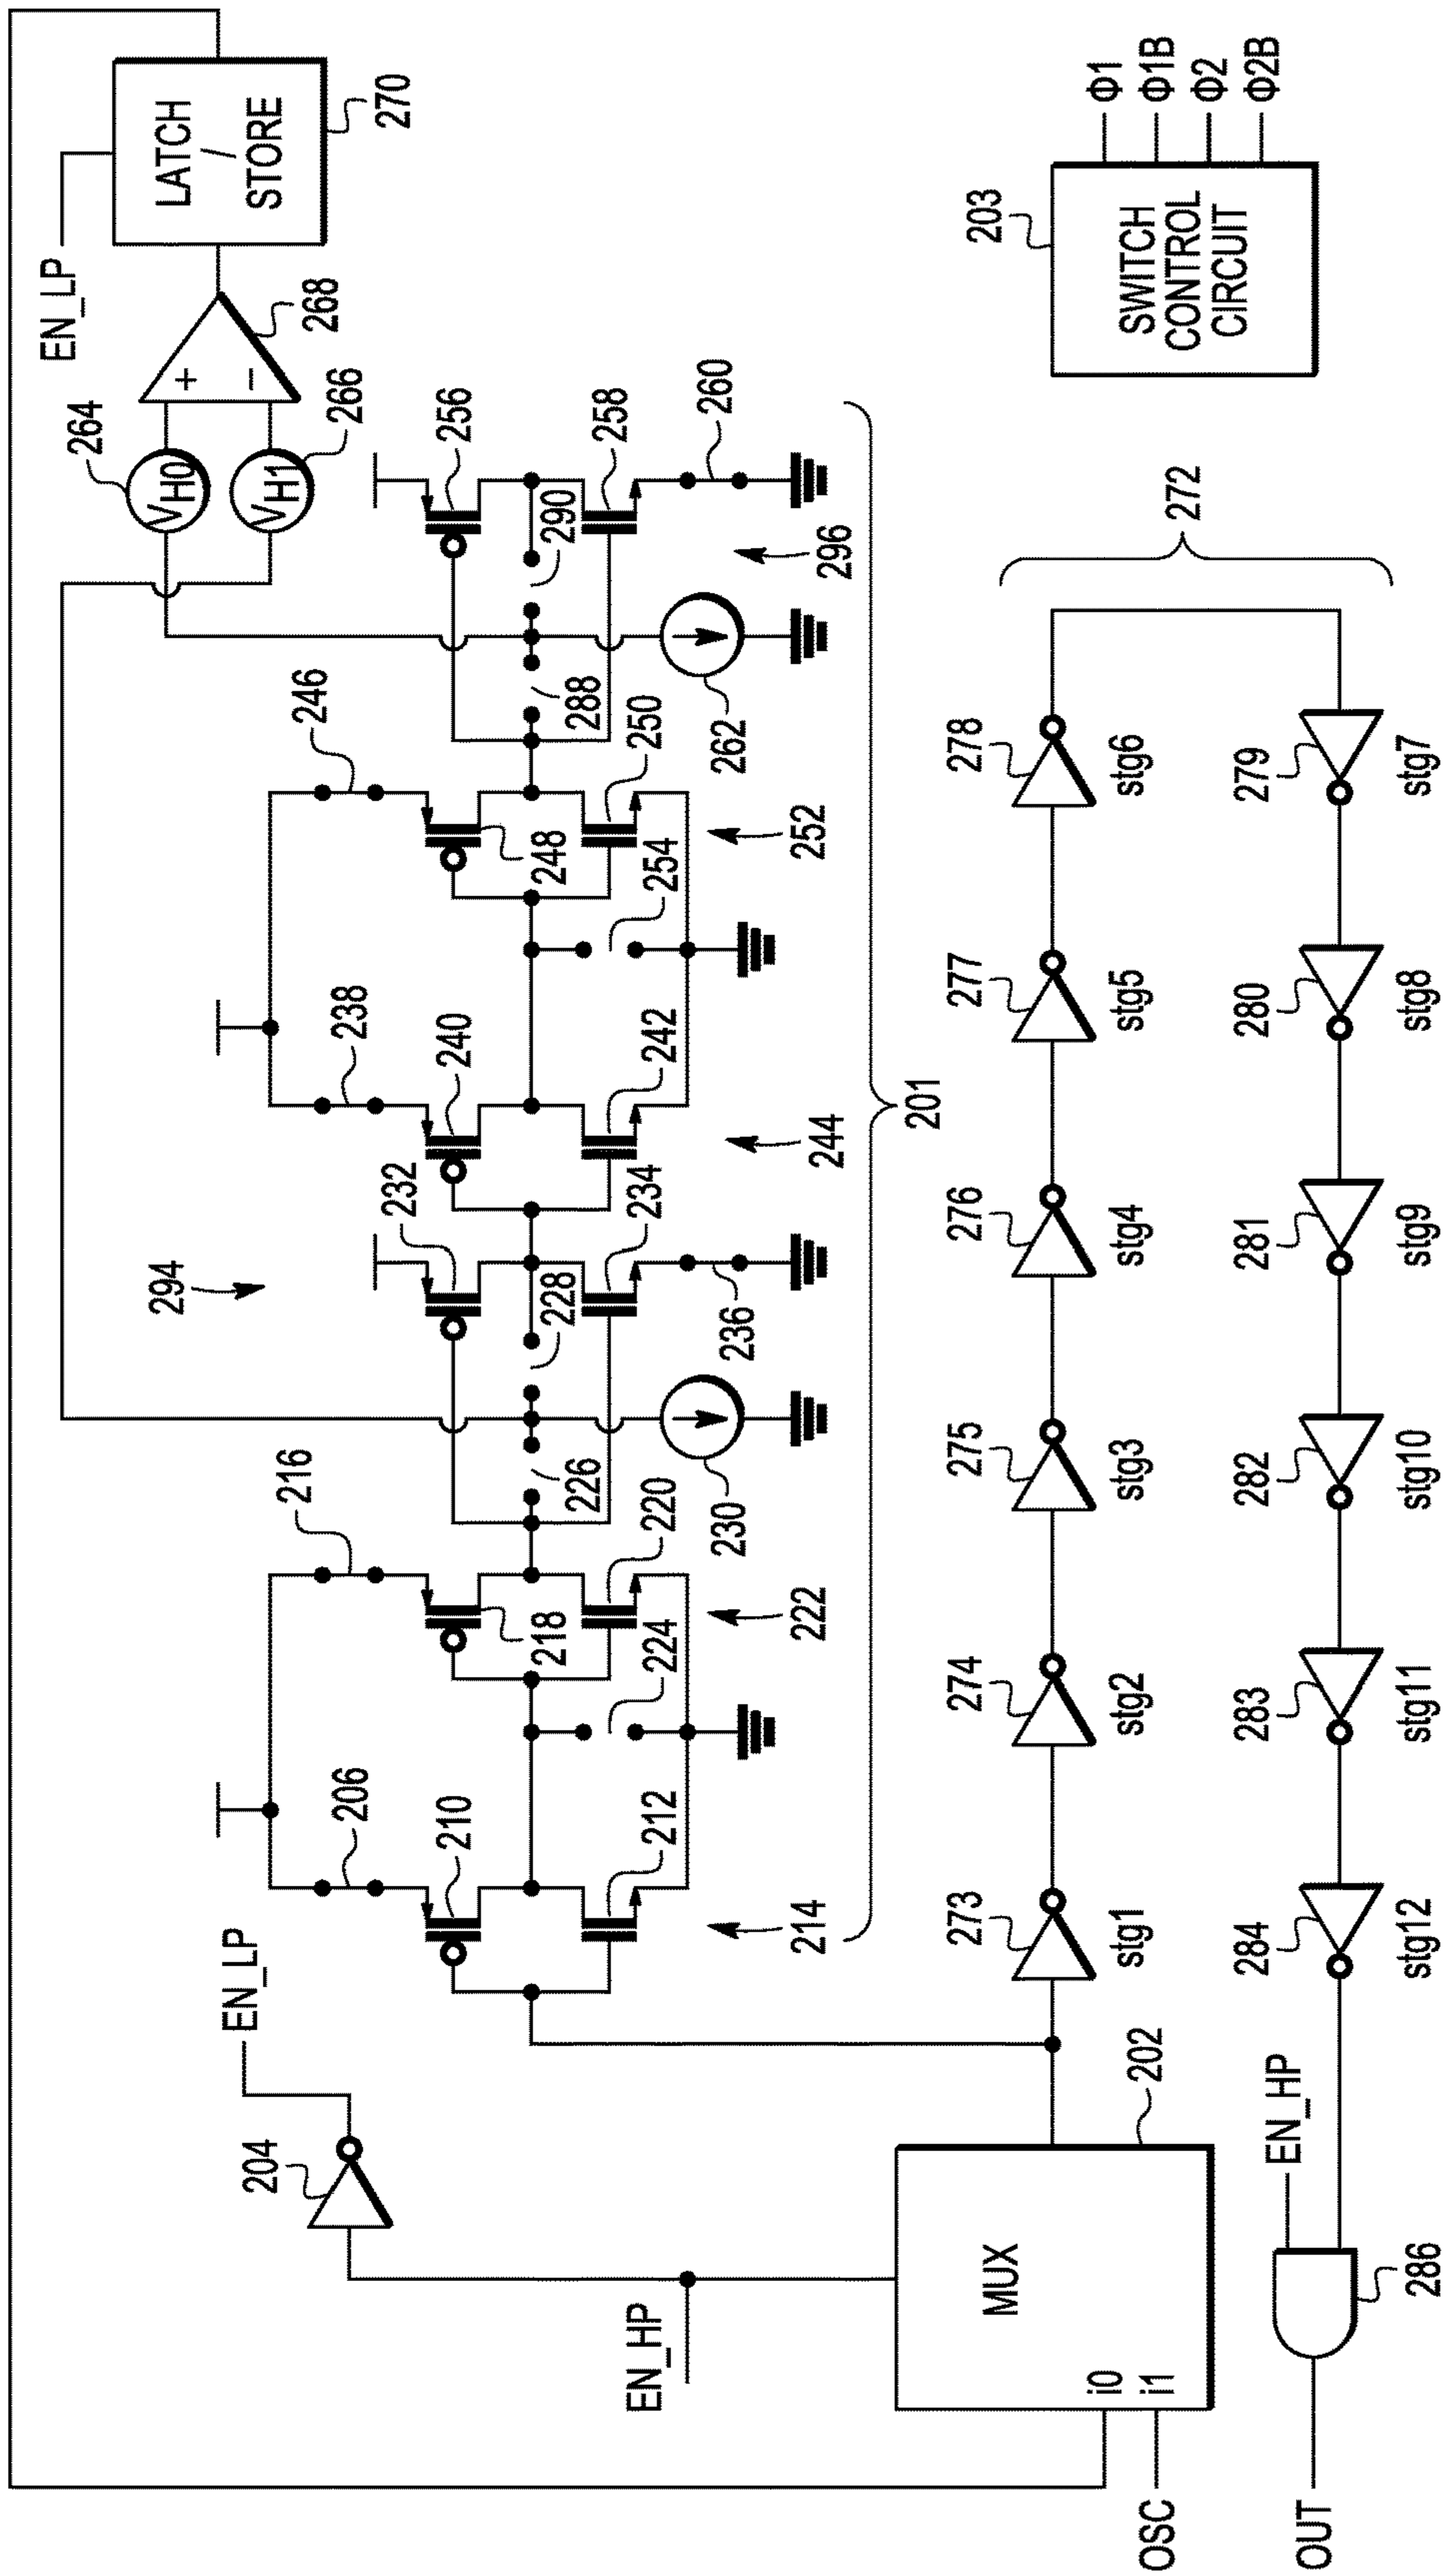 EN_LP
LATCH
/
STORE
270
264
VH0
VH1
266
+
−
268
294
246
238
216
206
EN_LP
204
256
290
258
260
296
262
288
248
250
252
254
240
242
244
232
228
234
236
226
230
218
220
222
224
210
212
214
201
EN_HP
MUX
i0
i1
OSC
202
203
SWITCH
CONTROL
CIRCUIT
Φ1
Φ1B
Φ2
Φ2B
272
273
274
275
276
277
278
stg1
stg2
stg3
stg4
stg5
stg6
284
283
282
281
280
279
stg12
stg11
stg10
stg9
stg8
stg7
EN_HP
286
OUT